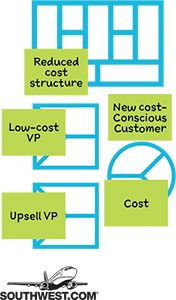 Reduced
cost
structure
Low-cost
VP
New cost-
Conscious
Customer
Upsell VP
Cost
SOUTHWEST.COM®